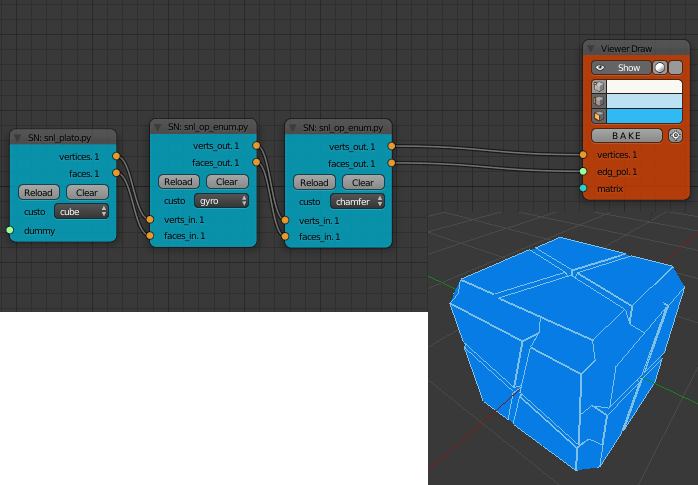 Viewer Draw
Show
BAKE
vertices. 1
edg_pol. 1
matrix
SN: snl_plato.py
vertices. 1
faces. 1
Reload Clear
custo cube
dummy
SN: snl_op_enum.py
verts_out. 1
faces_out. 1
Reload Clear
custo gyro
verts_in. 1
faces_in. 1
SN: snl_op_enum.py
verts_out. 1
faces_out. 1
Reload Clear
custo chamfer
verts_in. 1
faces_in. 1